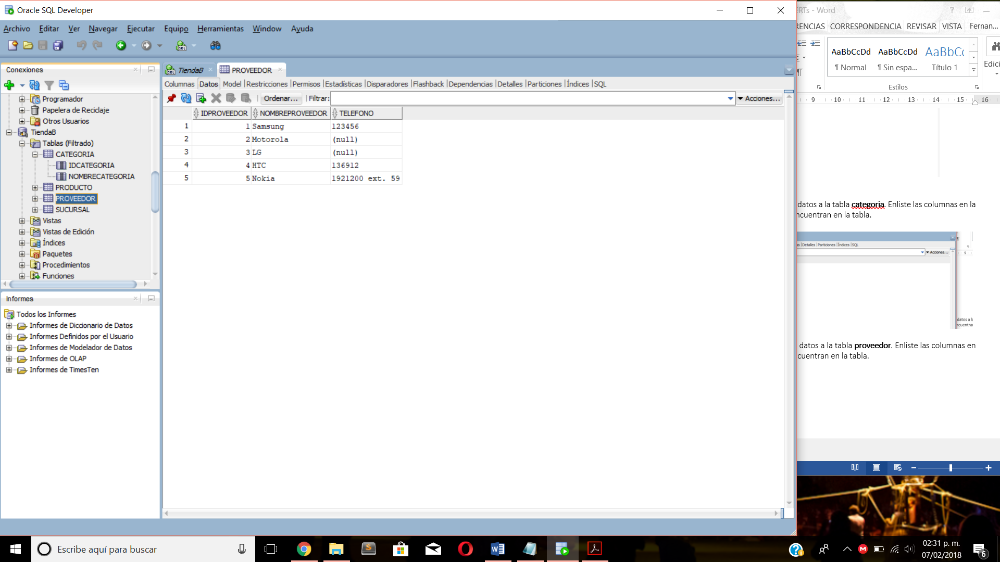 Oracle SQL Developer
Archivo Editar Ver Navegar Ejecutar Equipo Herramientas Window Ayuda
Conexiones
Programador
Papelera de Reciclaje
Otros Usuarios
TiendaB
Tablas (Filtrado)
CATEGORIA
IDCATEGORIA
NOMBRECATEGORIA
PRODUCTO
PROVEEDOR
SUCURSAL
Vistas
Vistas de Edición
Índices
Paquetes
Procedimientos
Funciones
Informes
Todos los Informes
Informes de Diccionario de Datos
Informes Definidos por el Usuario
Informes de Modelador de Datos
Informes de OLAP
Informes de TimesTen
TiendaB PROVEEDOR
Columnas Datos Model Restricciones Permisos Estadísticas Disparadores Flashback Dependencias Detalles Particiones Índices SQL
Ordenar... Filtrar: Acciones...
IDPROVEEDOR NOMBREPROVEEDOR TELEFONO
1 1 Samsung 123456
2 2 Motorola (null)
3 3 LG (null)
4 4 HTC 136912
5 5 Nokia 1921200 ext. 59
ERTs - Word
RENCIAS CORRESPONDENCIA REVISAR VISTA Fernan...
AaBbCcDd AaBbCcDd AaBbCc
¶ Normal ¶ Sin espa... Título 1
Edici
Estilos
9 10 11 12 13 14 15 16
datos a la tabla categoria. Enliste las columnas en la
ncuentran en la tabla.
Detalles Particiones Índices SQL
Acciones...
9
datos a la
ncuentran
datos a la tabla proveedor. Enliste las columnas en
cuentran en la tabla.
Escribe aquí para buscar
02:31 p. m.
07/02/2018
6